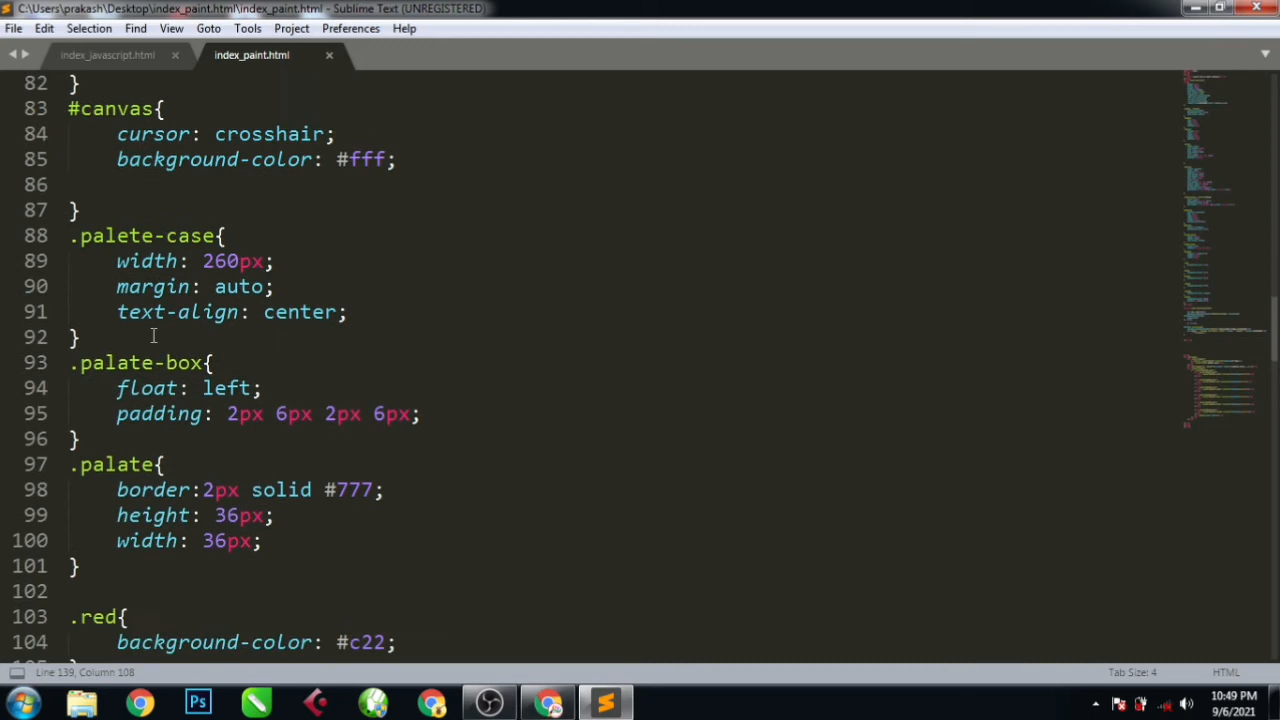 C:\Users\prakash\Desktop\index_paint.html\index_paint.html - Sublime Text (UNREGISTERED)
File Edit Selection Find View Goto Tools Project Preferences Help
index_javascript.html index_paint.html
82 }
83 #canvas{
84 cursor: crosshair;
85 background-color: #fff;
86
87 }
88 .palete-case{
89 width: 260px;
90 margin: auto;
91 text-align: center;
92 }
93 .palate-box{
94 float: left;
95 padding: 2px 6px 2px 6px;
96 }
97 .palate{
98 border:2px solid #777;
99 height: 36px;
100 width: 36px;
101 }
102
103 .red{
104 background-color: #c22;
Line 139, Column 108 Tab Size: 4 HTML
Ps
10:49 PM
9/6/2021